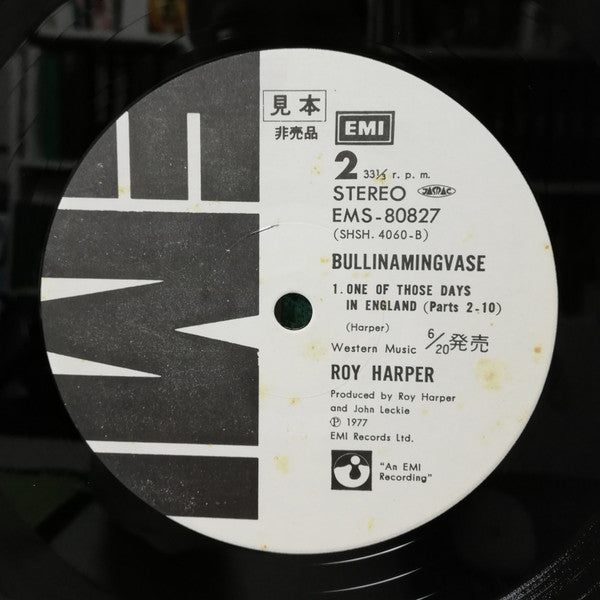 EMI
見本
非売品
EMI
2 33⅓ r. p. m.
STEREO JASRAC
EMS-80827
(SHSH. 4060-B)
BULLINAMINGVASE
1. ONE OF THOSE DAYS
IN ENGLAND (Parts 2-10)
(Harper)
Western Music 6/20発売
ROY HARPER
Produced by Roy Harper
and John Leckie
Ⓟ 1977
EMI Records Ltd.
"An EMI
Recording"